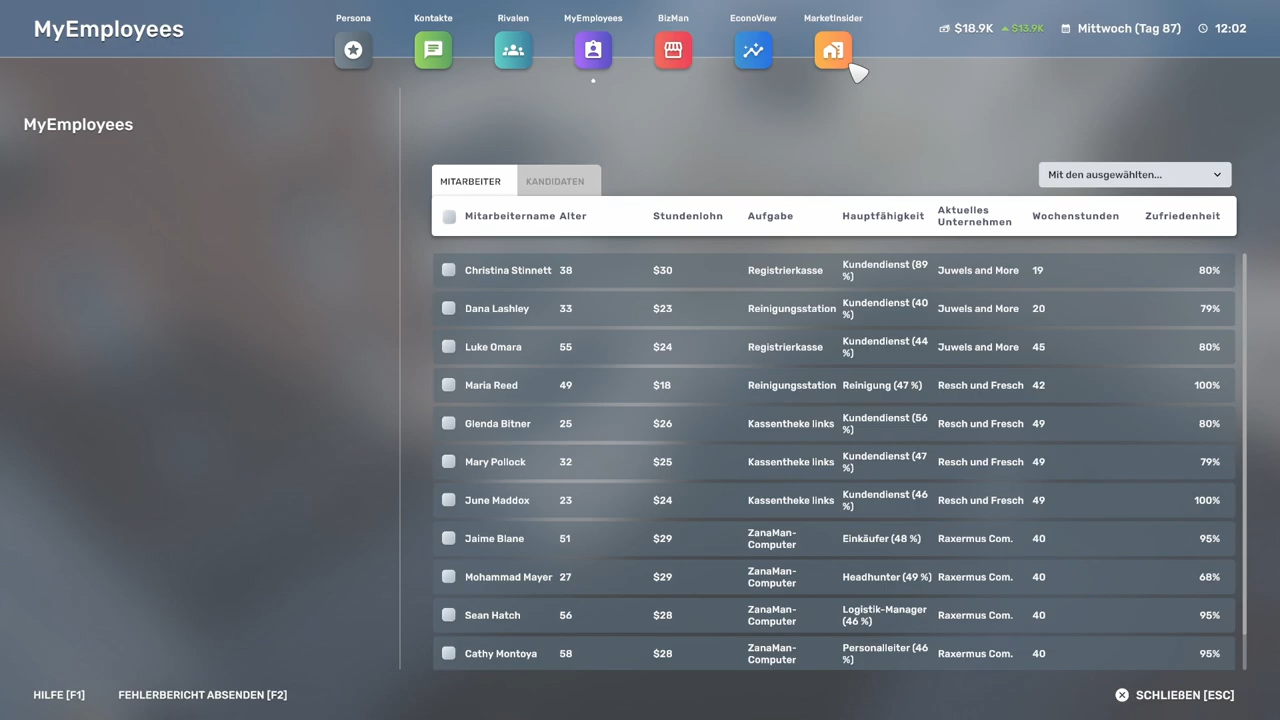 MyEmployees
Persona
Kontakte
Rivalen
MyEmployees
BizMan
EconoView
MarketInsider
$18.9K
$13.9K
Mittwoch (Tag 87)
12:02
MyEmployees
MITARBEITER
KANDIDATEN
Mit den ausgewählten...
Mitarbeitername Alter Stundenlohn Aufgabe Hauptfähigkeit Aktuelles Unternehmen Wochenstunden Zufriedenheit
Christina Stinnett 38 $30 Registrierkasse Kundendienst (89 %) Juwels and More 19 80%
Dana Lashley 33 $23 Reinigungsstation Kundendienst (40 %) Juwels and More 20 79%
Luke Omara 55 $24 Registrierkasse Kundendienst (44 %) Juwels and More 45 80%
Maria Reed 49 $18 Reinigungsstation Reinigung (47 %) Resch und Fresch 42 100%
Glenda Bitner 25 $26 Kassentheke links Kundendienst (56 %) Resch und Fresch 49 80%
Mary Pollock 32 $25 Kassentheke links Kundendienst (47 %) Resch und Fresch 49 79%
June Maddox 23 $24 Kassentheke links Kundendienst (46 %) Resch und Fresch 49 100%
Jaime Blane 51 $29 ZanaMan-Computer Einkäufer (48 %) Raxermus Com. 40 95%
Mohammad Mayer 27 $29 ZanaMan-Computer Headhunter (49 %) Raxermus Com. 40 68%
Sean Hatch 56 $28 ZanaMan-Computer Logistik-Manager (46 %) Raxermus Com. 40 95%
Cathy Montoya 58 $28 ZanaMan-Computer Personalleiter (46 %) Raxermus Com. 40 95%
HILFE [F1]
FEHLERBERICHT ABSENDEN [F2]
SCHLIEẞEN [ESC]